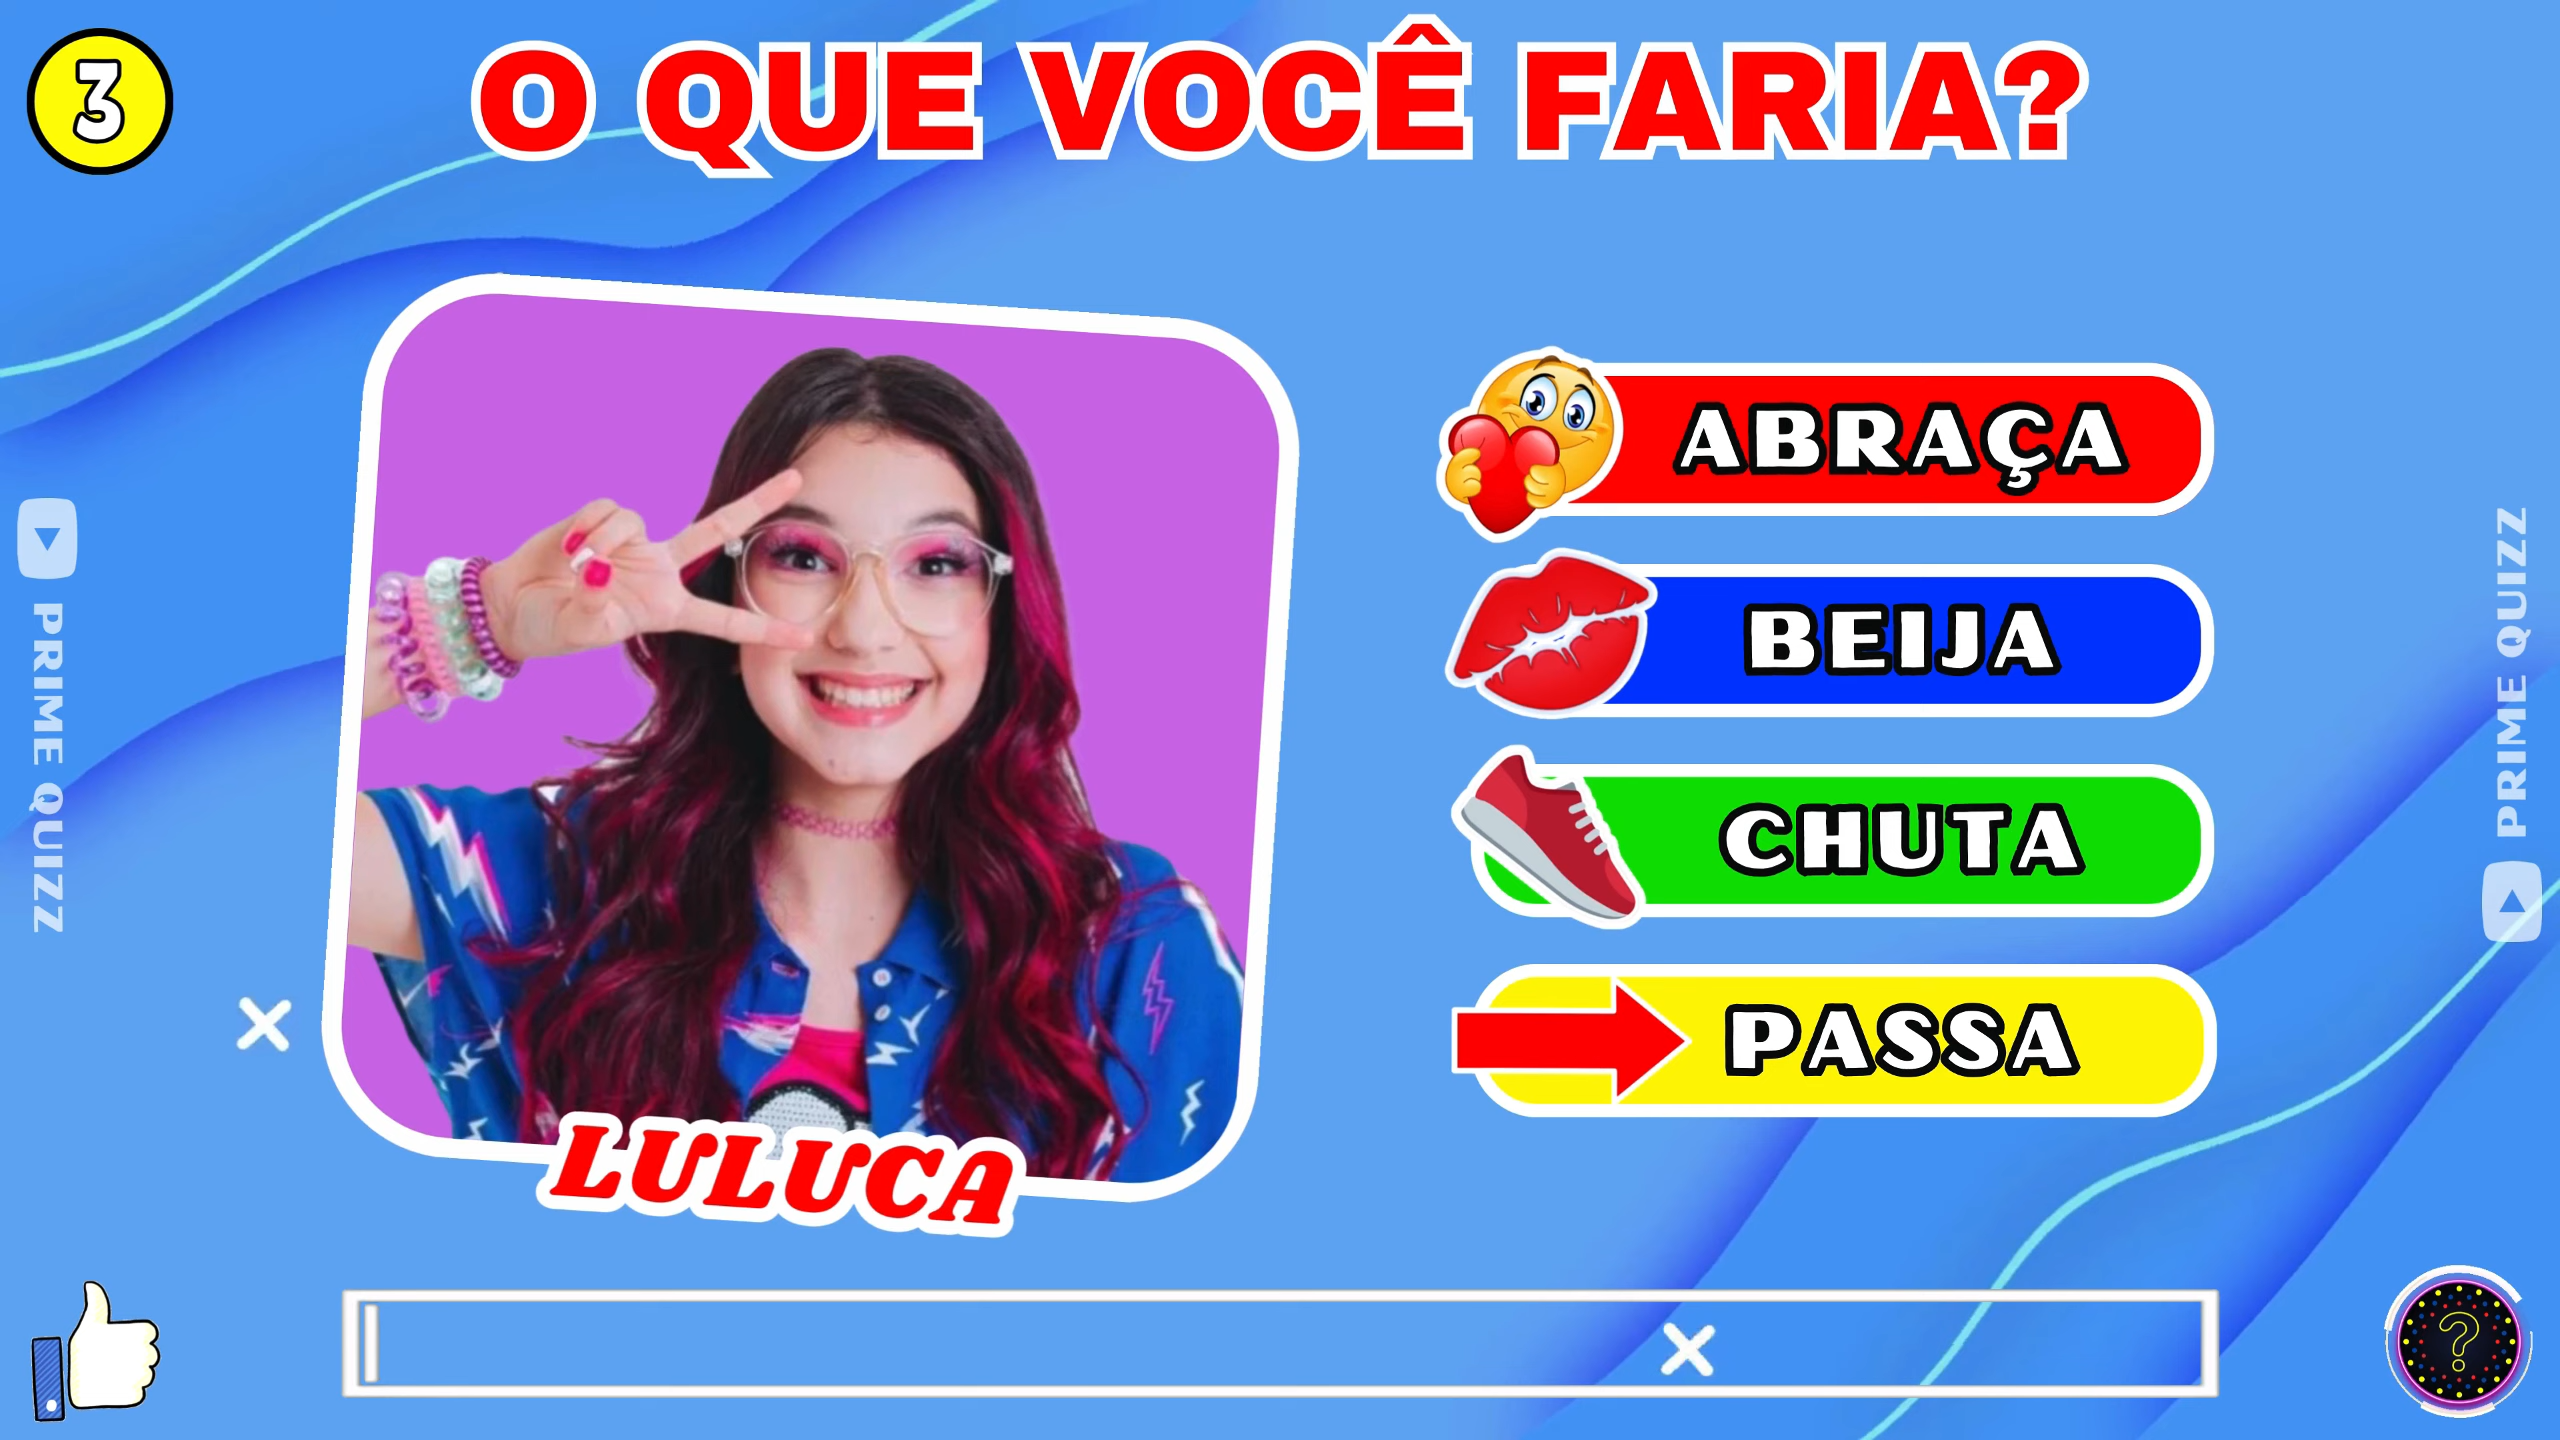 3
O QUE VOCÊ FARIA?
ABRAÇA
BEIJA
CHUTA
PASSA
LULUCA
PRIME QUIZZ
PRIME QUIZZ
?